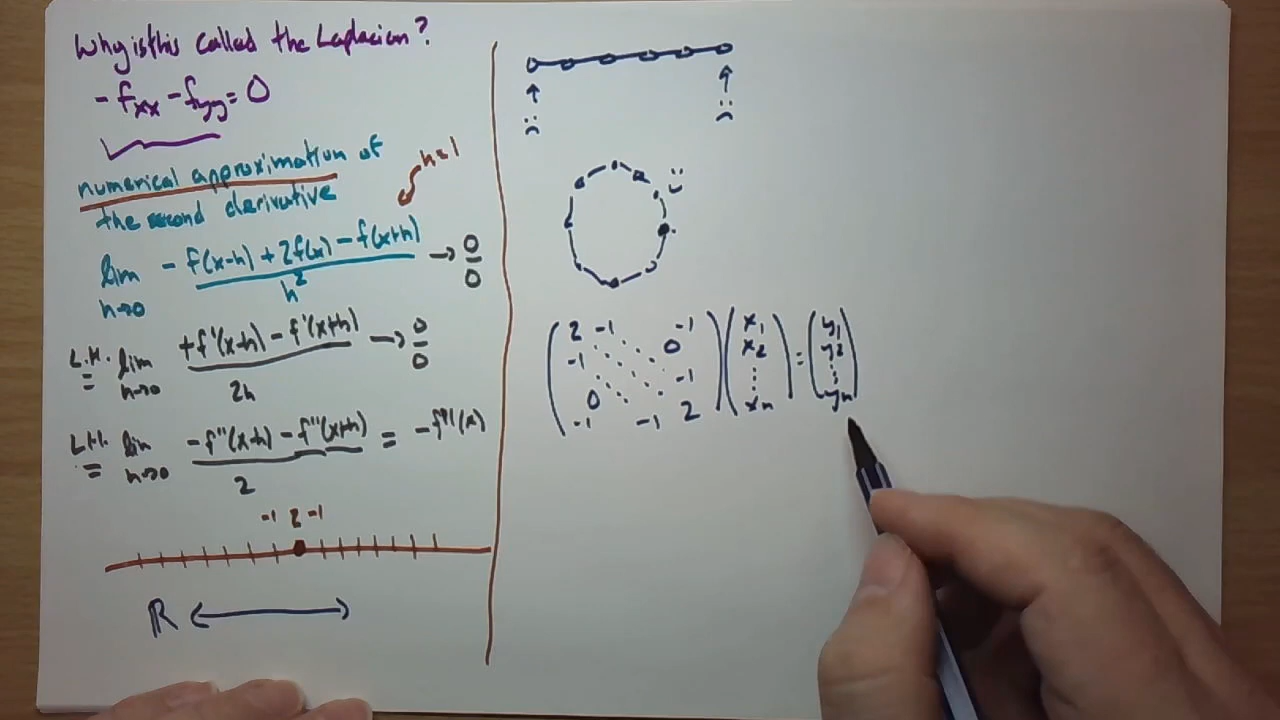 Why is this called the Laplacian?
-fxx - fyy = 0
numerical approximation of
the second derivative
h=1
lim h→0 -f(x-h) + 2f(x) - f(x+h) / h² → 0/0
L.H. = lim h→0 +f'(x-h) - f'(x+h) / 2h → 0/0
L.H. = lim h→0 -f''(x-h) - f''(x+h) / 2 = -f''(x)
-1 2 -1
R
2 -1 -1 x1 y1
-1 0 x2 = y2
-1
0
-1 -1 2 xn yn